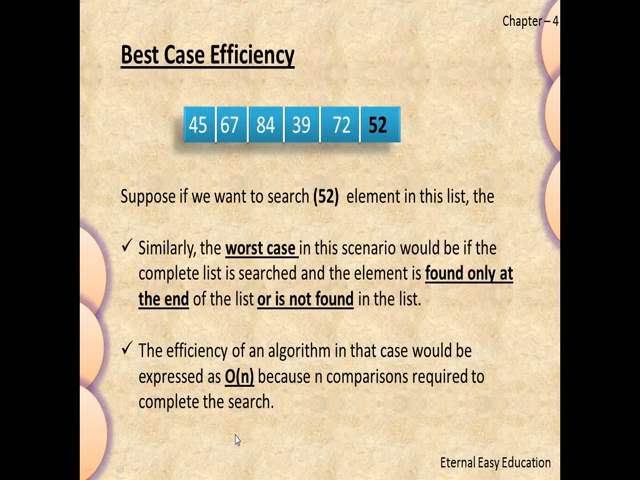 Chapter – 4
Best Case Efficiency
45 67 84 39 72 52
Suppose if we want to search (52) element in this list, the
✓ Similarly, the worst case in this scenario would be if the
complete list is searched and the element is found only at
the end of the list or is not found in the list.
✓ The efficiency of an algorithm in that case would be
expressed as O(n) because n comparisons required to
complete the search.
Eternal Easy Education